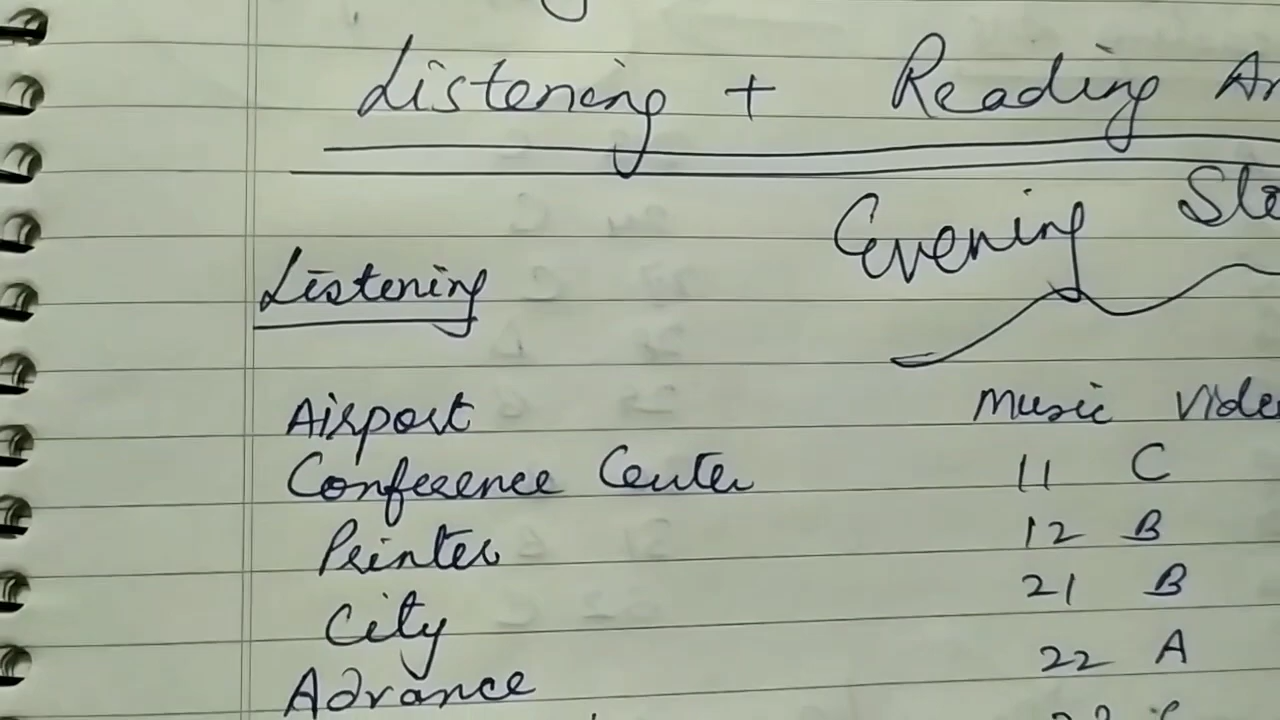 Listening + Reading
Evening
Listening
Airport
Conference Center
Printer
City
Advance
Music
11 C
12 B
21 B
22 A